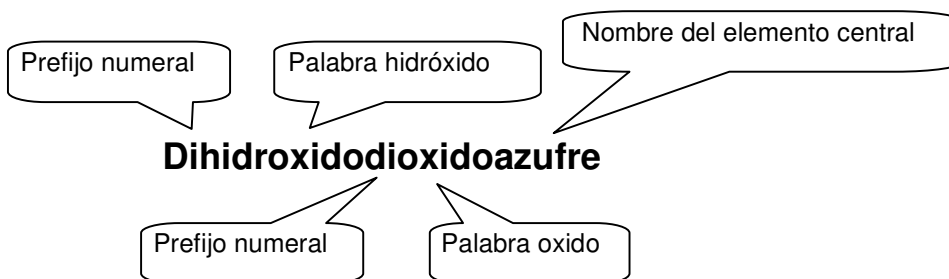 Nombre del elemento central
Prefijo numeral
Palabra hidróxido
Dihidroxidodioxidoazufre
Prefijo numeral
Palabra oxido